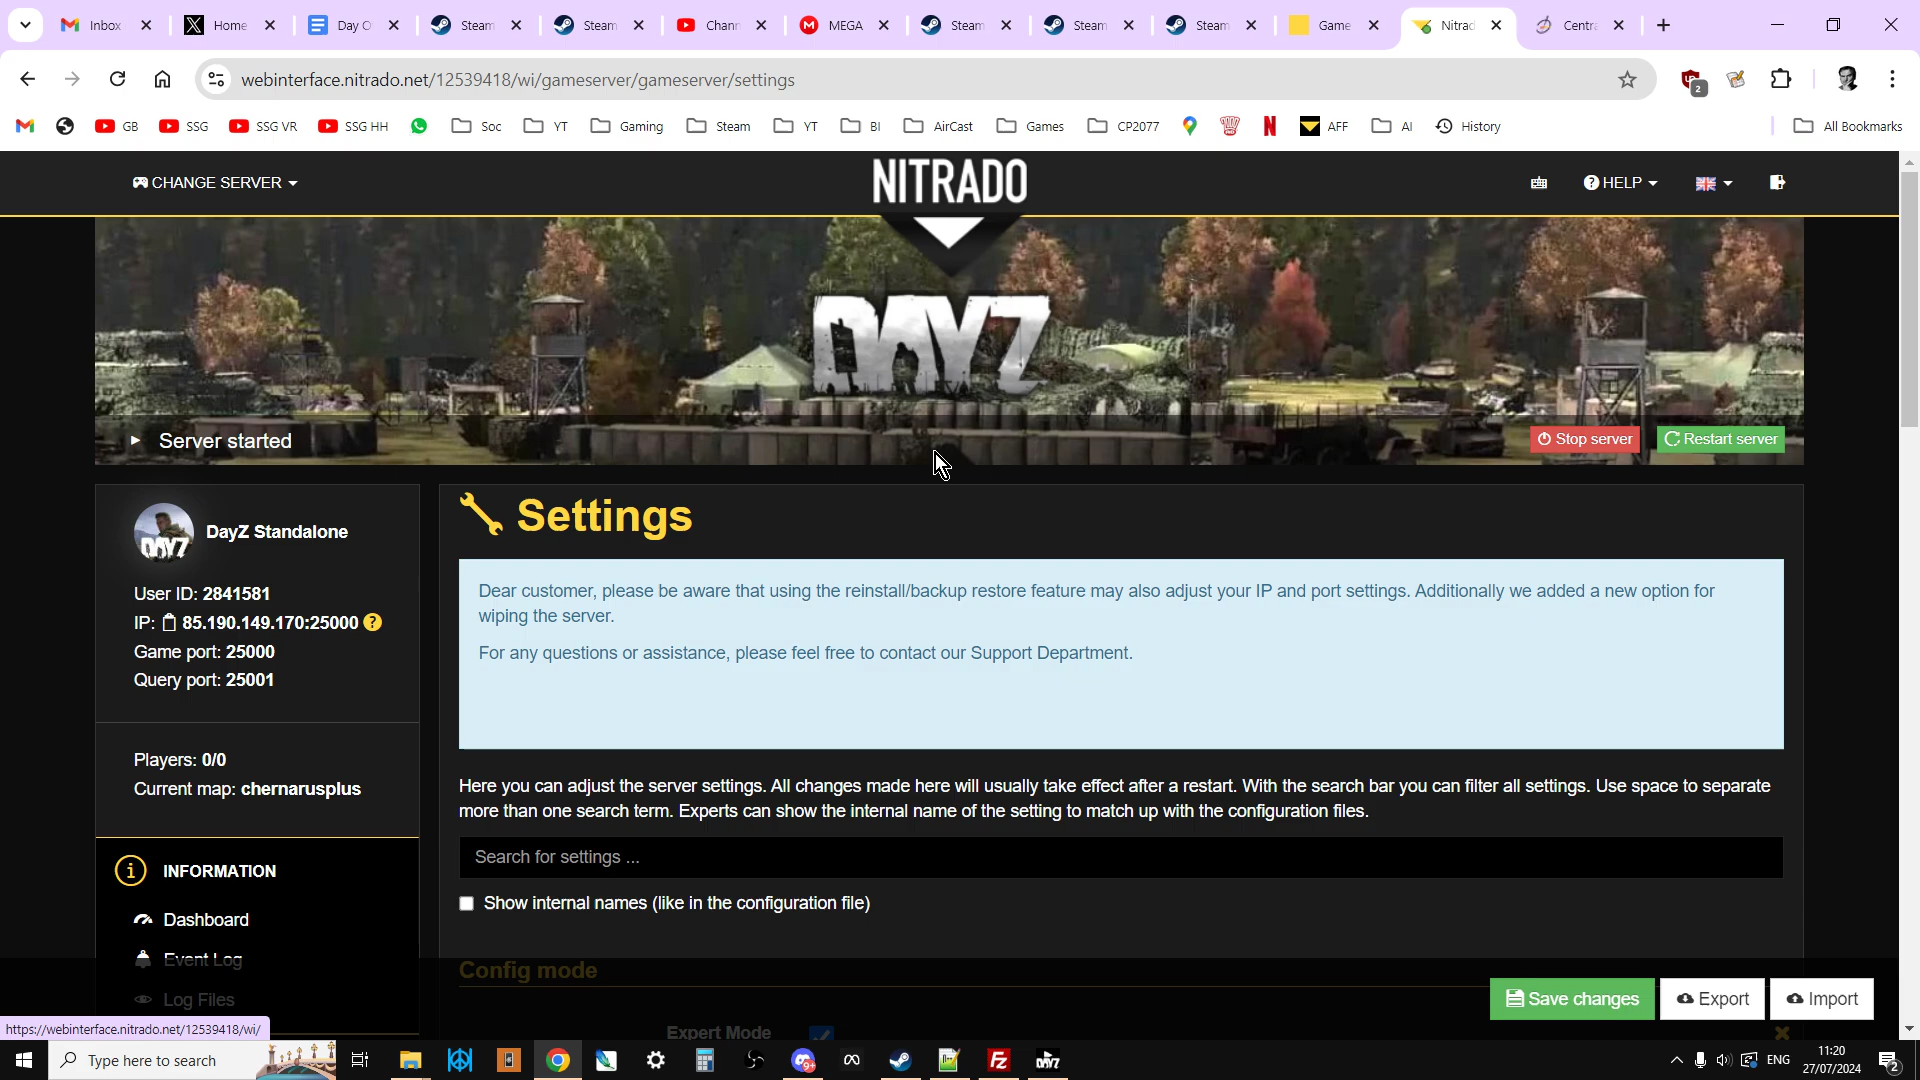 Inbox
Home
Day O
Steam
Steam
Chann
MEGA
Steam
Steam
Steam
Game
Nitrad
Centra
webinterface.nitrado.net/12539418/wi/gameserver/gameserver/settings
2
GB
SSG
SSG VR
SSG HH
Soc
YT
Gaming
Steam
YT
BI
AirCast
Games
CP2077
AFF
AI
History
All Bookmarks
CHANGE SERVER
NITRADO
HELP
DAYZ
Server started
Stop server
Restart server
DayZ Standalone
User ID: 2841581
IP: 85.190.149.170:25000
Game port: 25000
Query port: 25001
Players: 0/0
Current map: chernarusplus
INFORMATION
Dashboard
Event Log
Log Files
Settings
Dear customer, please be aware that using the reinstall/backup restore feature may also adjust your IP and port settings. Additionally we added a new option for
wiping the server.
For any questions or assistance, please feel free to contact our Support Department.
Here you can adjust the server settings. All changes made here will usually take effect after a restart. With the search bar you can filter all settings. Use space to separate
more than one search term. Experts can show the internal name of the setting to match up with the configuration files.
Search for settings ...
Show internal names (like in the configuration file)
Config mode
Expert Mode
Save changes
Export
Import
https://webinterface.nitrado.net/12539418/wi/
Type here to search
ENG
11:20
27/07/2024
2